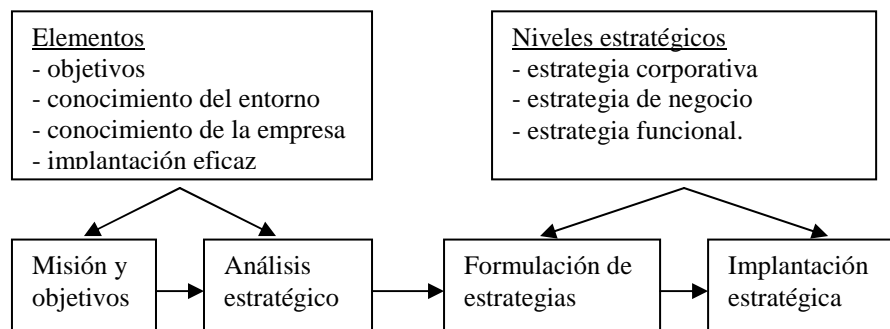 Elementos
- objetivos
- conocimiento del entorno
- conocimiento de la empresa
- implantación eficaz
Niveles estratégicos
- estrategia corporativa
- estrategia de negocio
- estrategia funcional.
Misión y
objetivos
Análisis
estratégico
Formulación de
estrategias
Implantación
estratégica